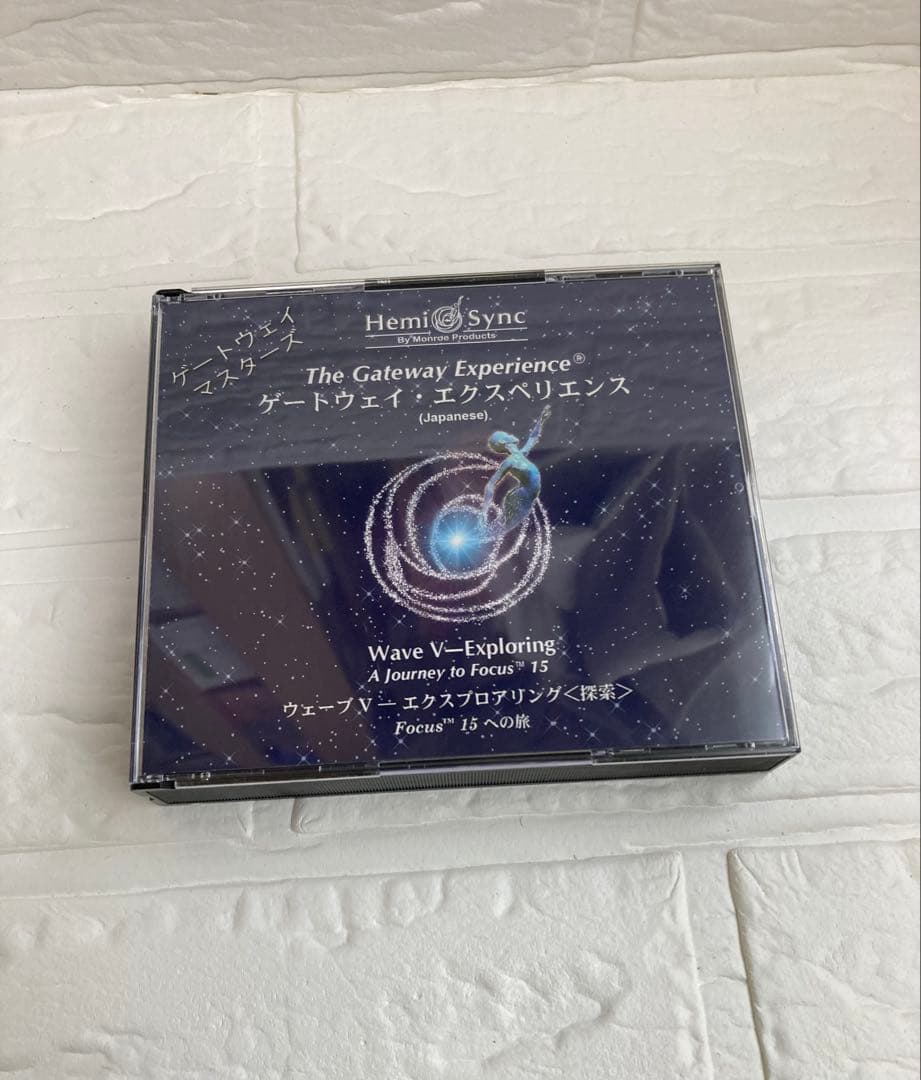 ゲートウェイ
マスターズ
Hemi Sync
By Monroe Products
The Gateway Experience®
ゲートウェイ・エクスペリエンス
(Japanese)
Wave V—Exploring
A Journey to Focus™ 15
ウェーブ V — エクスプロアリング<探索>
Focus™ 15 への旅